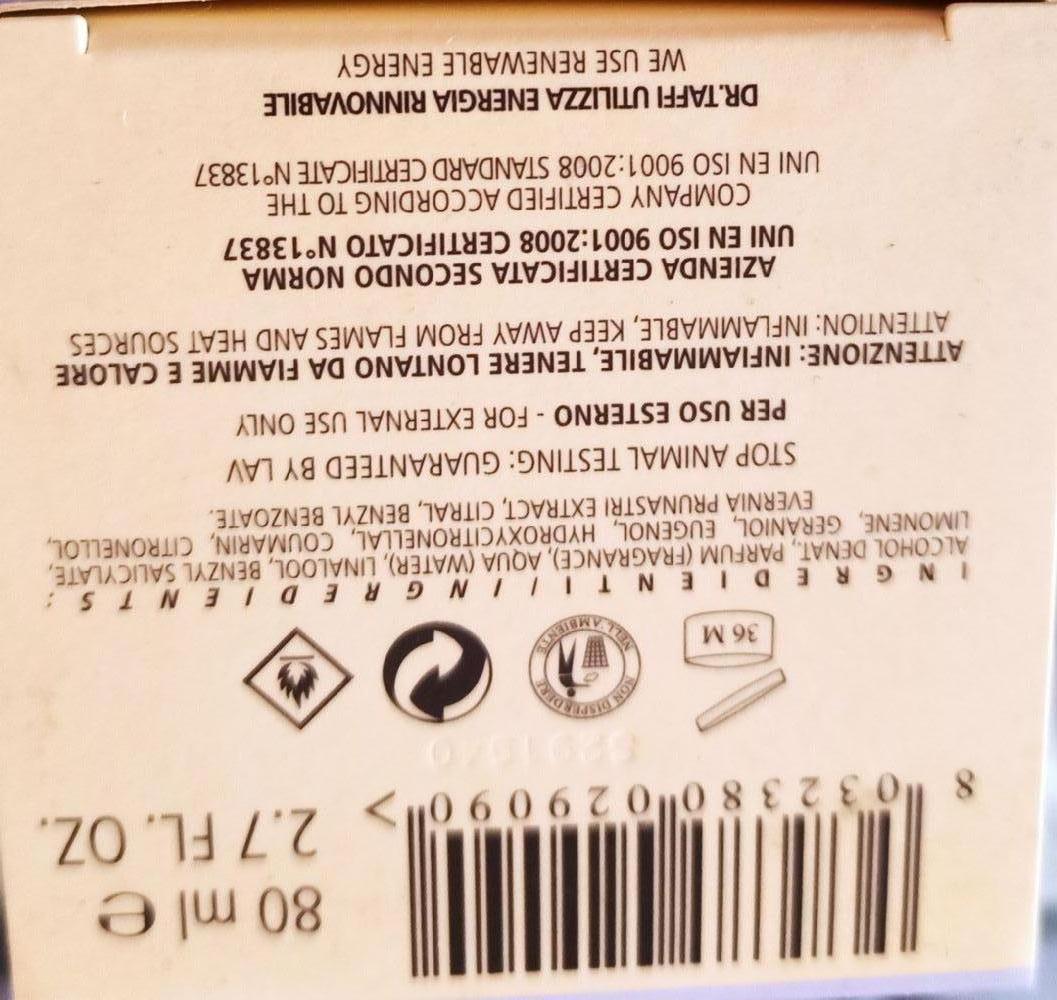 80 ml e
2.7 FL. OZ.
8 032380 029090 >
8291940
36 M
NON DISPERDERE
NELL'AMBIENTE
INGREDIENTI / INGREDIENTS :
ALCOHOL DENAT, PARFUM (FRAGRANCE), AQUA (WATER), LINALOOL, BENZYL SALICYLATE,
LIMONENE, GERANIOL, EUGENOL, HYDROXYCITRONELLAL, COUMARIN, CITRONELLOL,
EVERNIA PRUNASTRI EXTRACT, CITRAL, BENZYL BENZOATE.
STOP ANIMAL TESTING: GUARANTEED BY LAV
PER USO ESTERNO - FOR EXTERNAL USE ONLY
ATTENZIONE: INFIAMMABILE, TENERE LONTANO DA FIAMME E CALORE
ATTENTION: INFLAMMABLE, KEEP AWAY FROM FLAMES AND HEAT SOURCES
AZIENDA CERTIFICATA SECONDO NORMA
UNI EN ISO 9001:2008 CERTIFICATO N°13837
COMPANY CERTIFIED ACCORDING TO THE
UNI EN ISO 9001:2008 STANDARD CERTIFICATE N°13837
DR.TAFFI UTILIZZA ENERGIA RINNOVABILE
WE USE RENEWABLE ENERGY